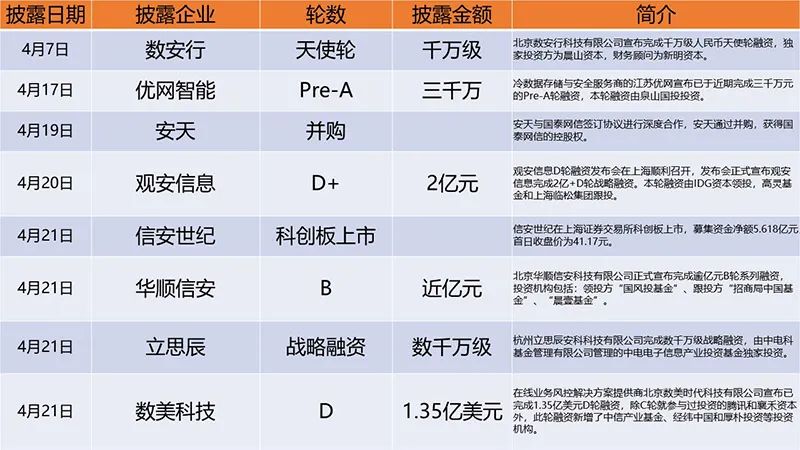 披露日期 披露企业 轮数 披露金额 简介
4月7日 数安行 天使轮 千万级
北京数安行科技有限公司宣布完成千万级人民币天使轮融资，独
家投资方为晨山资本，财务顾问为新明资本。
4月17日 优网智能 Pre-A 三千万
冷数据存储与安全服务商的江苏优网宣布已于近期完成三千万元
的Pre-A轮融资，本轮融资由泉山国投投资。
4月19日 安天 并购
安天与国泰网信签订协议进行深度合作，安天通过并购，获得国
泰网信的控股权。
4月20日 观安信息 D+ 2亿元
观安信息D轮融资发布会在上海顺利召开，发布会正式宣布观安
信息完成2亿+D轮战略融资。本轮融资由IDG资本领投，高灵基
金和上海临松集团跟投。
4月21日 信安世纪 科创板上市
信安世纪在上海证券交易所科创板上市，募集资金净额5.618亿元
首日收盘价为41.17元。
4月21日 华顺信安 B 近亿元
北京华顺信安科技有限公司正式宣布完成逾亿元B轮系列融资，
投资机构包括：领投方“国风投基金”、跟投方“招商局中国基
金”、“晨壹基金”。
4月21日 立思辰 战略融资 数千万级
杭州立思辰安科科技有限公司完成数千万级战略融资，由中电科
基金管理有限公司管理的中电电子信息产业投资基金独家投资。
4月21日 数美科技 D 1.35亿美元
在线业务风控解决方案提供商北京数美时代科技有限公司宣布已
完成1.35亿美元D轮融资，除C轮就参与过投资的腾讯和襄禾资本
外，此轮融资新增了中信产业基金、经纬中国和厚朴投资等投资
机构。